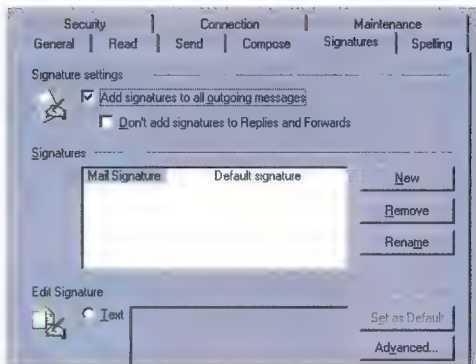 Security Connection Maintenance
General Read Send Compose Signatures Spelling
Signature settings
Add signatures to all outgoing messages
Don't add signatures to Replies and Forwards
Signatures
Mail Signature Default signature
New
Remove
Rename
Edit Signature
Text
Set as Default
Advanced...